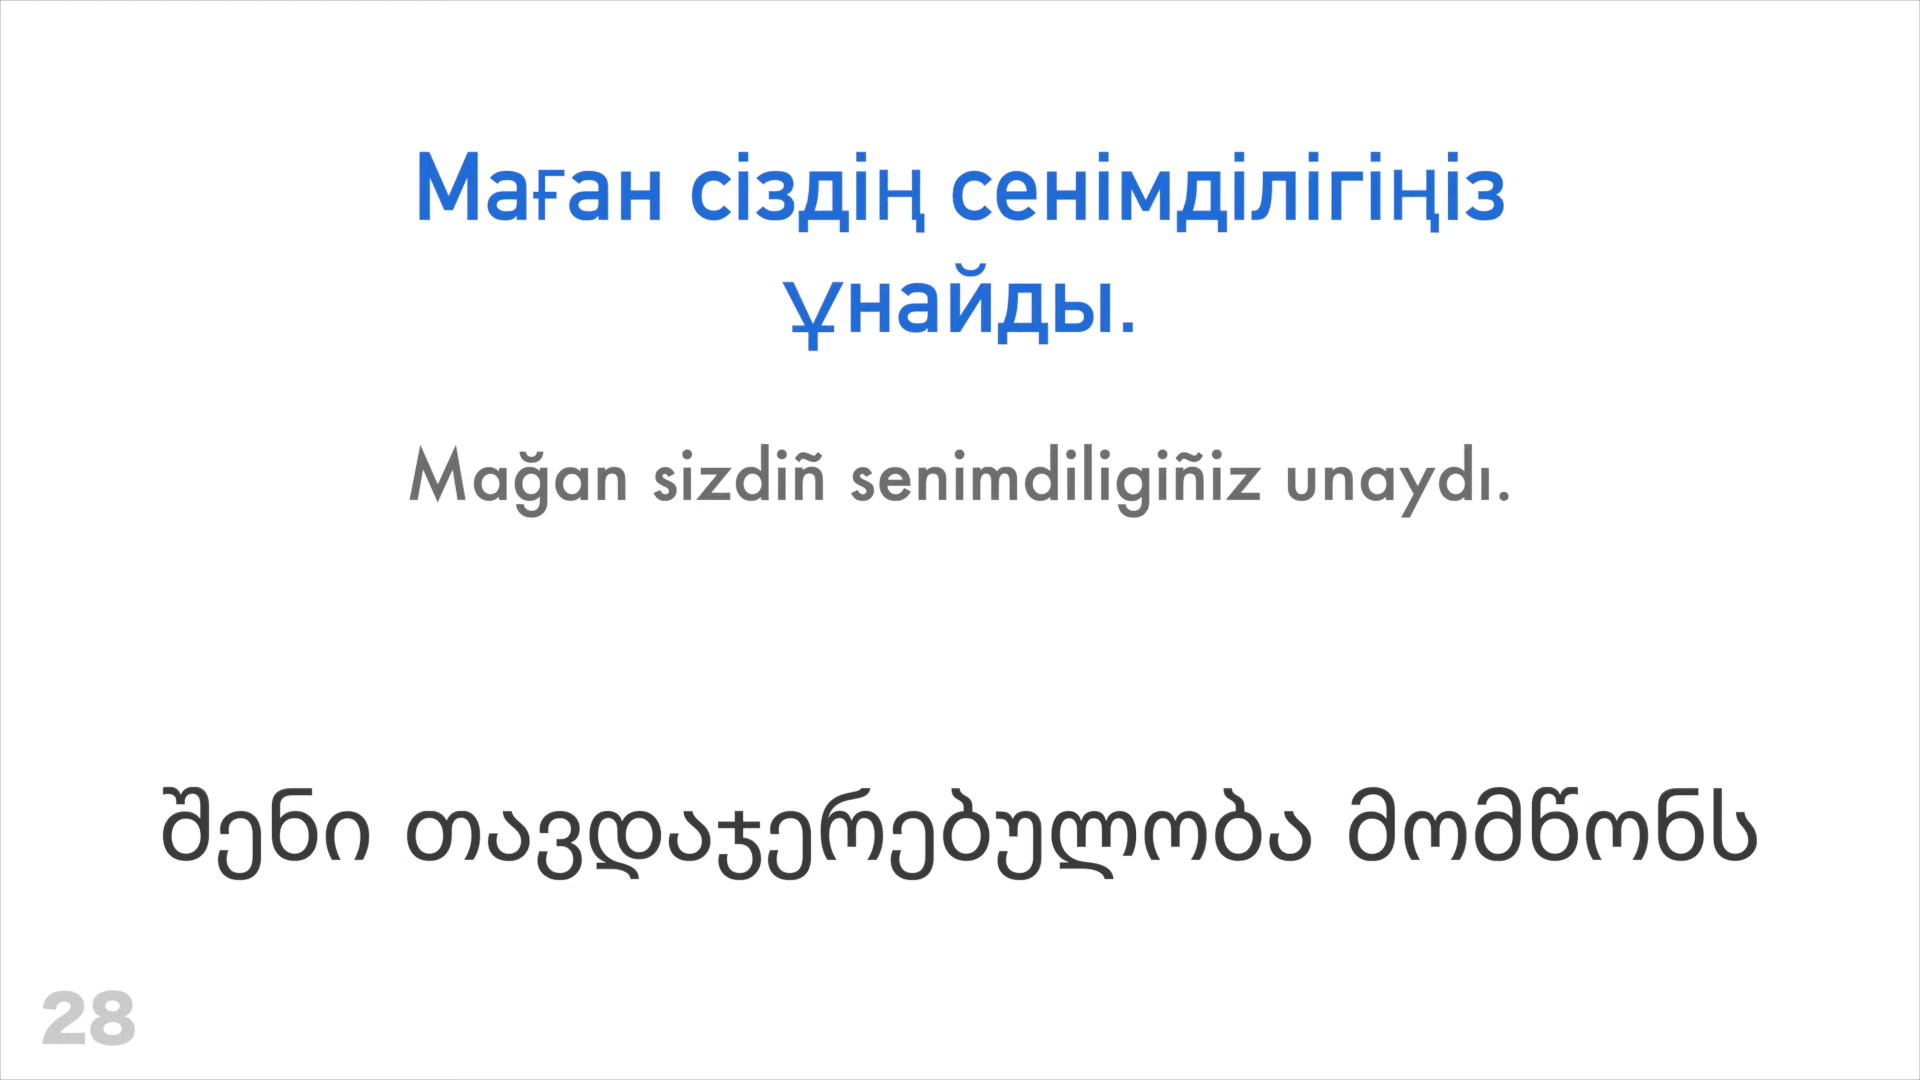 Маған сіздің сенімділігіңіз
ұнайды.
Mağan sizdiñ senimdiligiñiz unaydı.
შენი თავდაჯერებულობა მომწონს
28